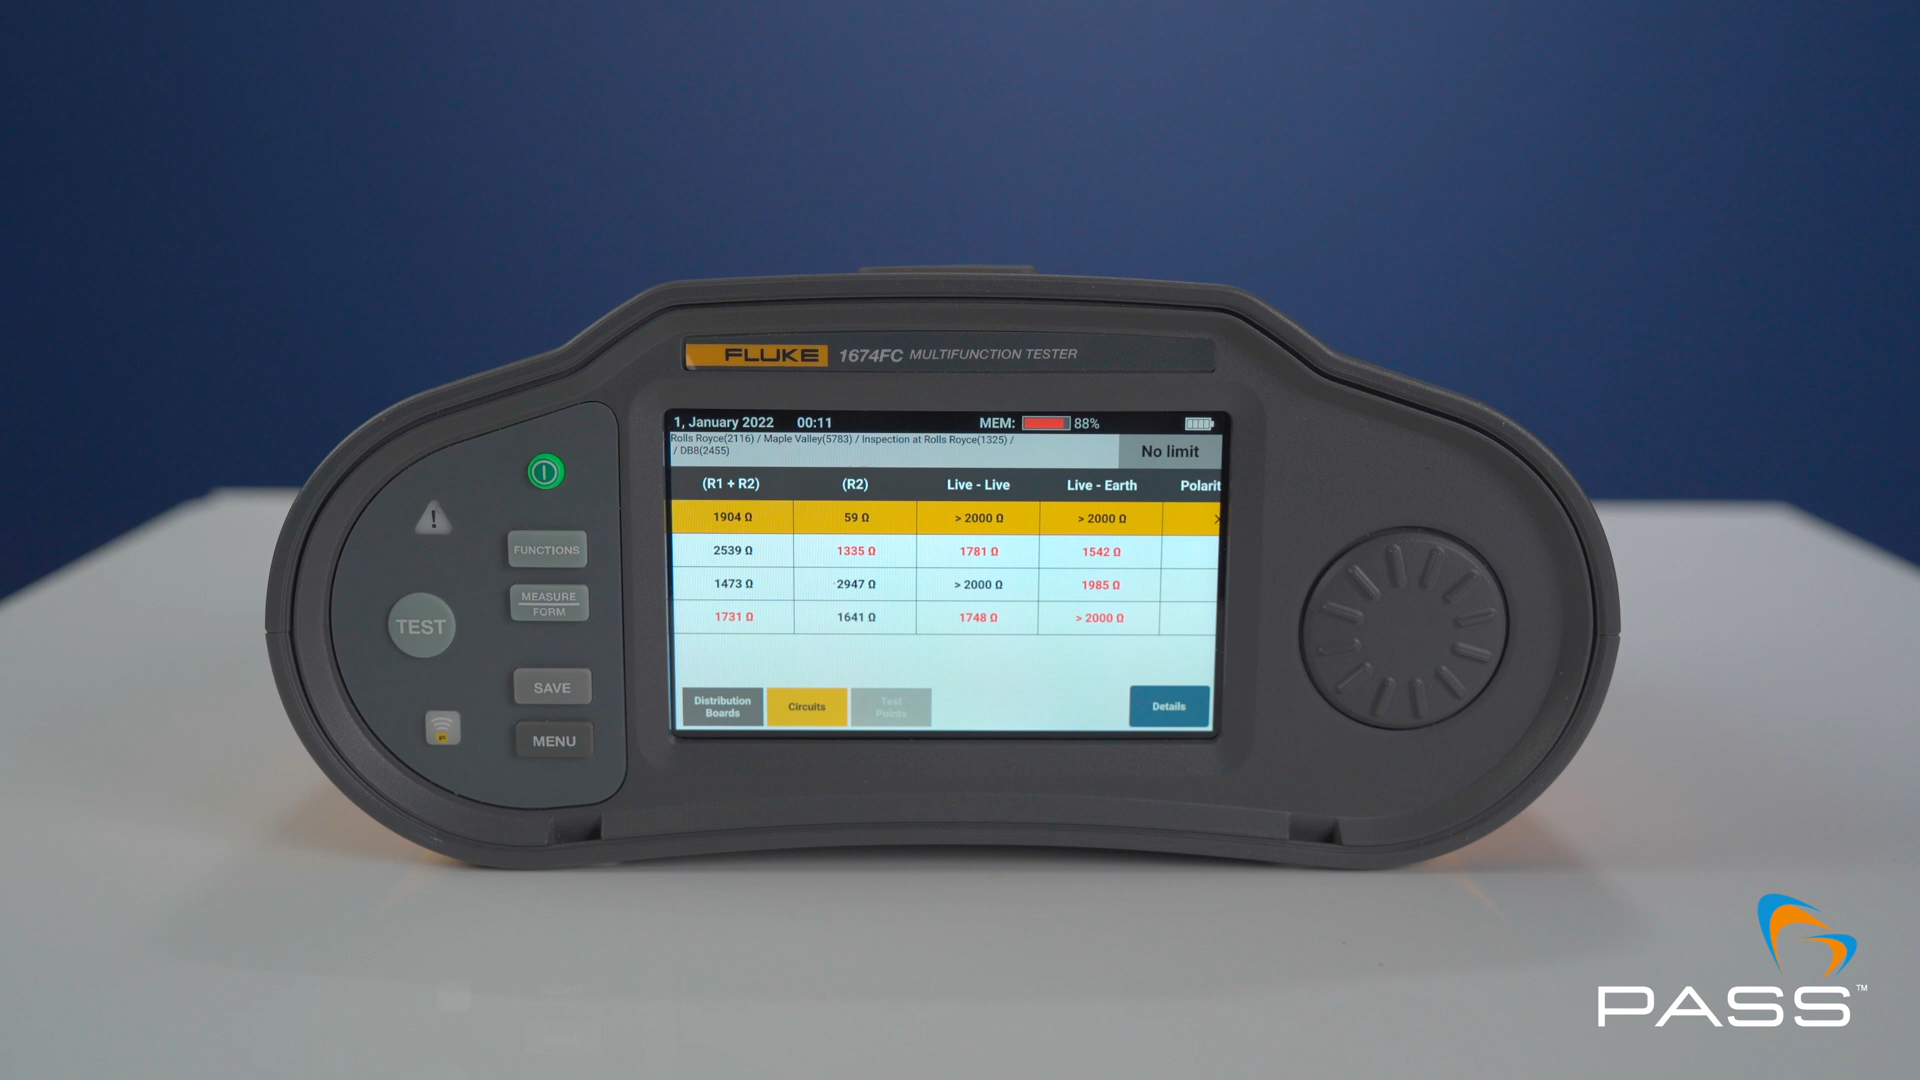 FLUKE 1674FC MULTIFUNCTION TESTER
1, January 2022 00:11 MEM: 88%
Rolls Royce(2116) / Maple Valley(5783) / Inspection at Rolls Royce(1325) /
/ DB8(2455)
No limit
(R1 + R2) (R2) Live - Live Live - Earth Polarit
1904 Ω 59 Ω > 2000 Ω > 2000 Ω
2539 Ω 1335 Ω 1781 Ω 1542 Ω
1473 Ω 2947 Ω > 2000 Ω 1985 Ω
1731 Ω 1641 Ω 1748 Ω > 2000 Ω
Distribution
Boards
Circuits
Test
Points
Details
FUNCTIONS
MEASURE
FORM
TEST
SAVE
MENU
F
PASS™